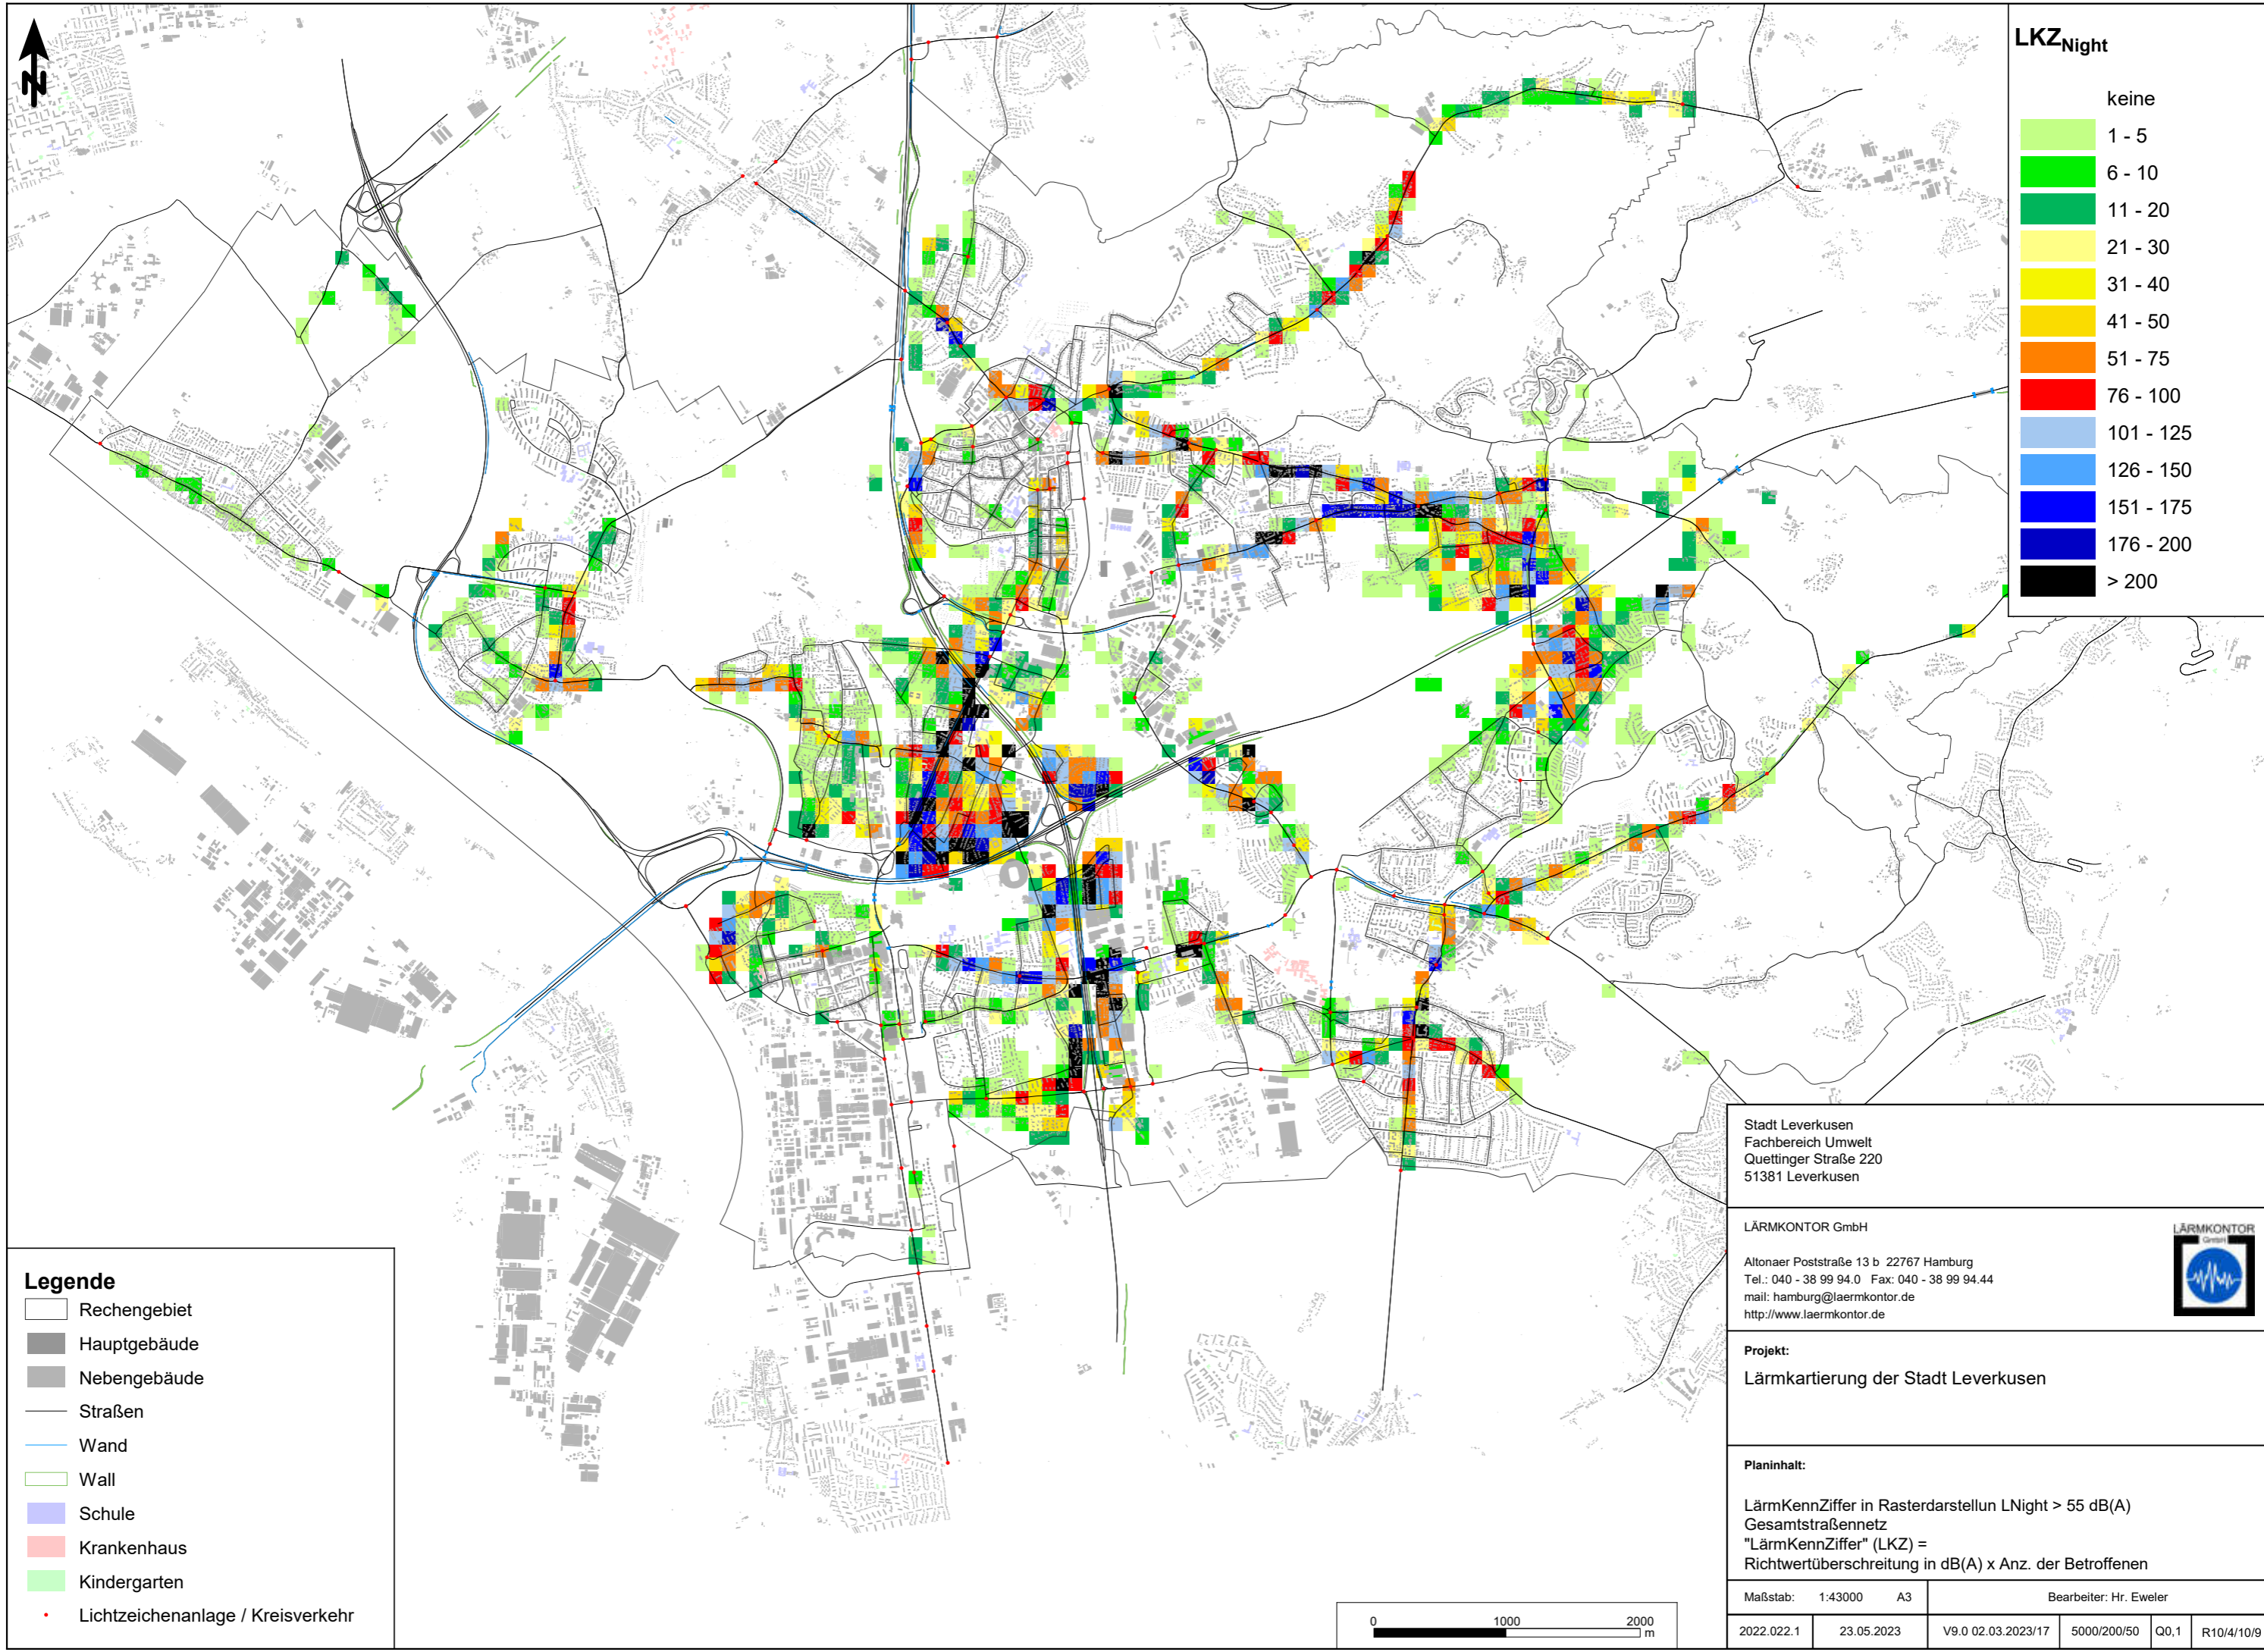 N
LKZNight
keine
1 - 5
6 - 10
11 - 20
21 - 30
31 - 40
41 - 50
51 - 75
76 - 100
101 - 125
126 - 150
151 - 175
176 - 200
> 200
Legende
Rechengebiet
Hauptgebäude
Nebengebäude
Straßen
Wand
Wall
Schule
Krankenhaus
Kindergarten
Lichtzeichenanlage / Kreisverkehr
0 1000 2000
m
Stadt Leverkusen
Fachbereich Umwelt
Quettinger Straße 220
51381 Leverkusen
LÄRMKONTOR GmbH
Altonaer Poststraße 13 b 22767 Hamburg
Tel.: 040 - 38 99 94.0 Fax: 040 - 38 99 94.44
mail: hamburg@laermkontor.de
http://www.laermkontor.de
LÄRMKONTOR
GmbH
Projekt:
Lärmkartierung der Stadt Leverkusen
Planinhalt:
LärmKennZiffer in Rasterdarstellun LNight > 55 dB(A)
Gesamtstraßennetz
"LärmKennZiffer" (LKZ) =
Richtwertüberschreitung in dB(A) x Anz. der Betroffenen
Maßstab: 1:43000 A3 Bearbeiter: Hr. Eweler
2022.022.1 23.05.2023 V9.0 02.03.2023/17 5000/200/50 Q0,1 R10/4/10/9